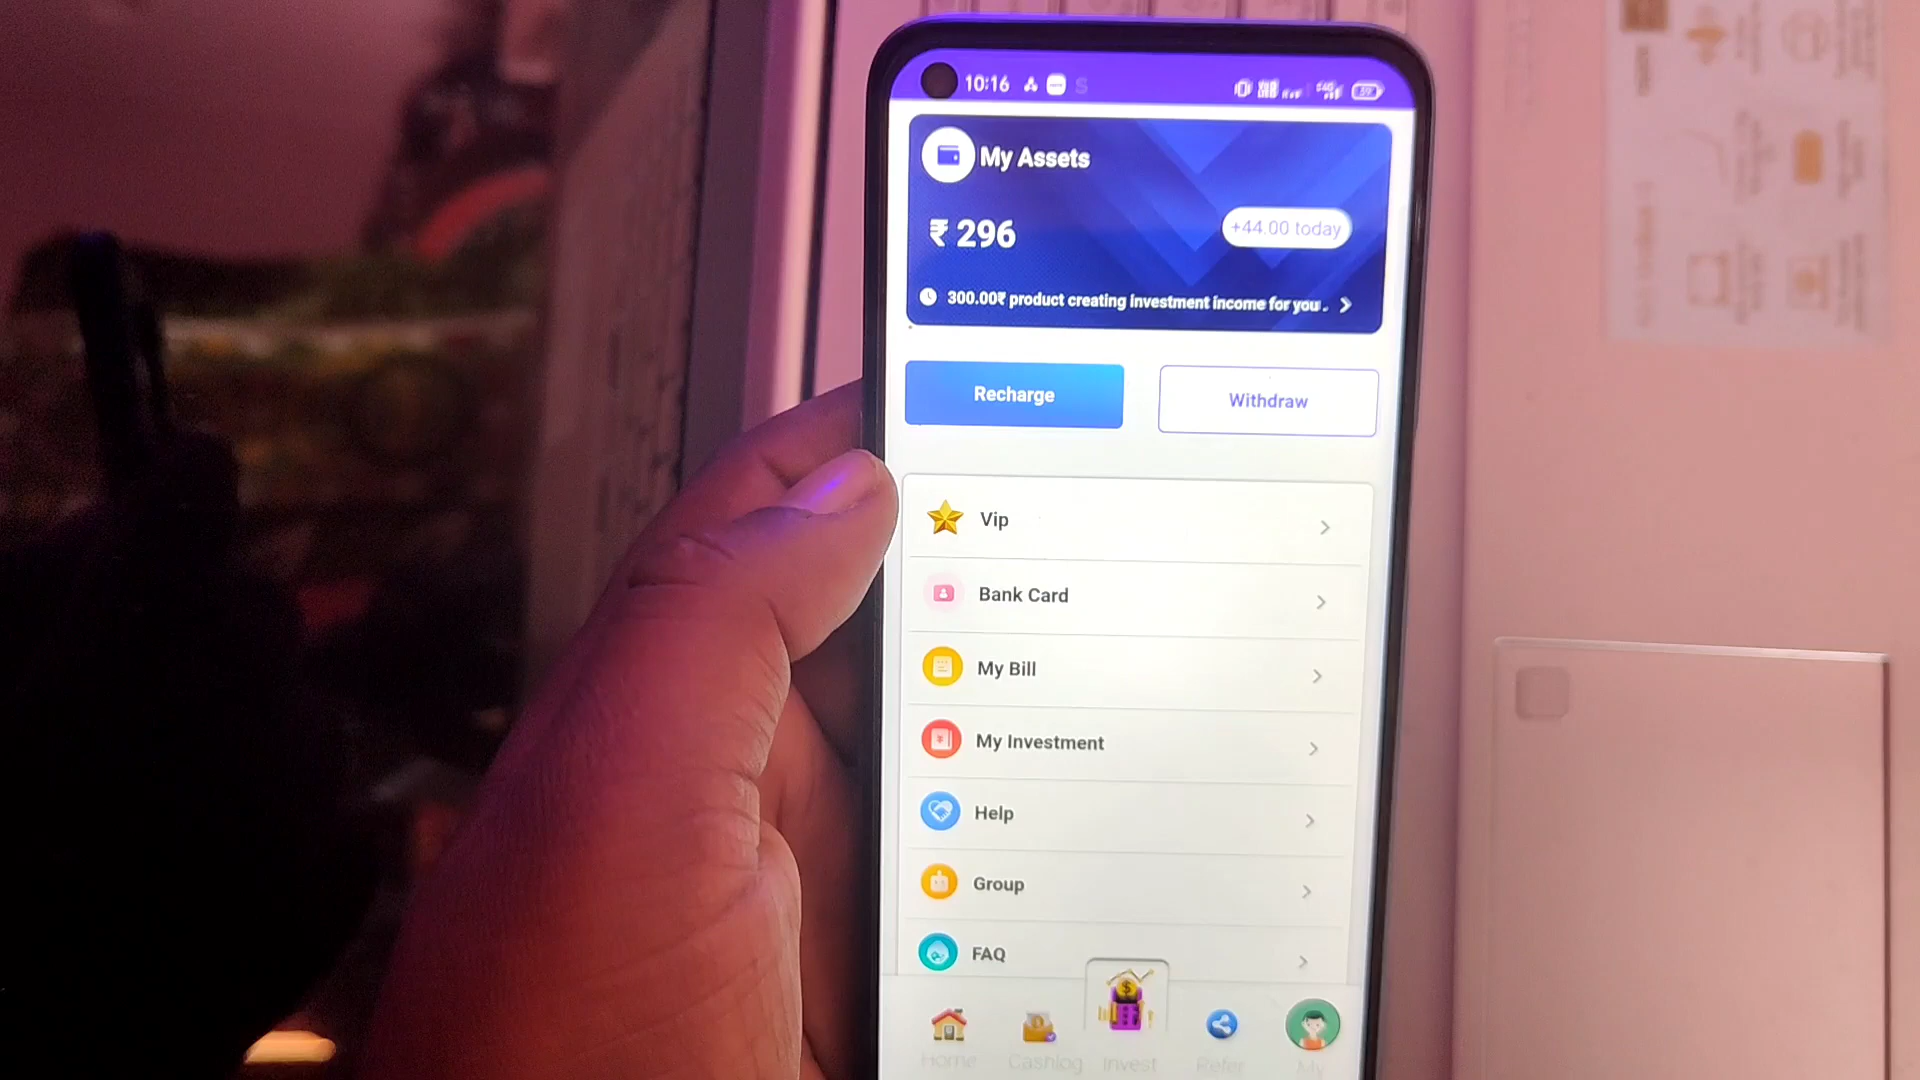 10:16
My Assets
₹ 296
+44.00 today
300.00₹ product creating investment income for you .
Recharge
Withdraw
Vip
Bank Card
My Bill
My Investment
Help
Group
FAQ
Home Cashlog Invest Refer My